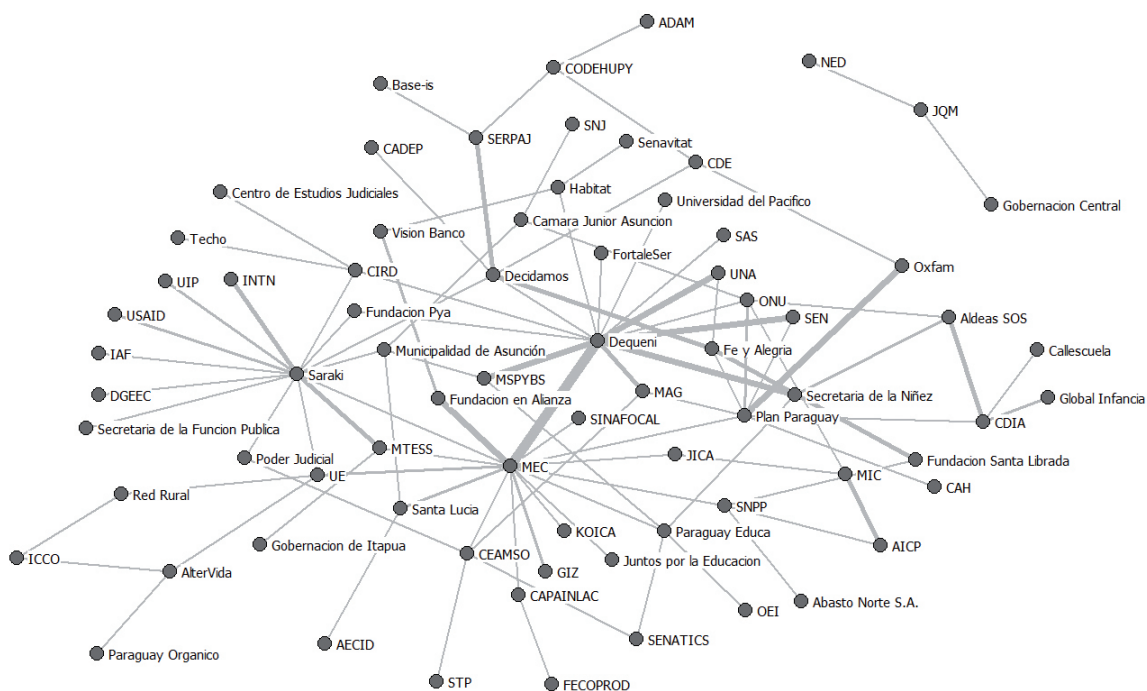 ADAM
CODEHUPY
NED
Base-is
JQM
SNJ
SERPAJ
Senavitat
CADEP
CDE
Habitat
Centro de Estudios Judiciales
Universidad del Pacifico
Gobernacion Central
Camara Junior Asuncion
Vision Banco
SAS
Techo
FortaleSer
Oxfam
CIRD
Decidamos
UNA
UIP
INTN
ONU
Fundacion Pya
USAID
SEN
Aldeas SOS
Dequeni
Municipalidad de Asunción
Fe y Alegria
Callescuela
IAF
Saraki
MSPYBS
MAG
Secretaria de la Niñez
DGEEC
Fundacion en Alianza
Global Infancia
SINAFOCAL
Plan Paraguay
CDIA
Secretaria de la Funcion Publica
MTESS
JICA
Poder Judicial
MEC
Fundacion Santa Librada
UE
MIC
CAH
Red Rural
Santa Lucia
SNPP
KOICA
Paraguay Educa
Gobernacion de Itapua
AICP
CEAMSO
ICCO
Juntos por la Educacion
AlterVida
GIZ
CAPAINLAC
Abasto Norte S.A.
OEI
AECID
SENATICS
Paraguay Organico
STP
FECOPROD